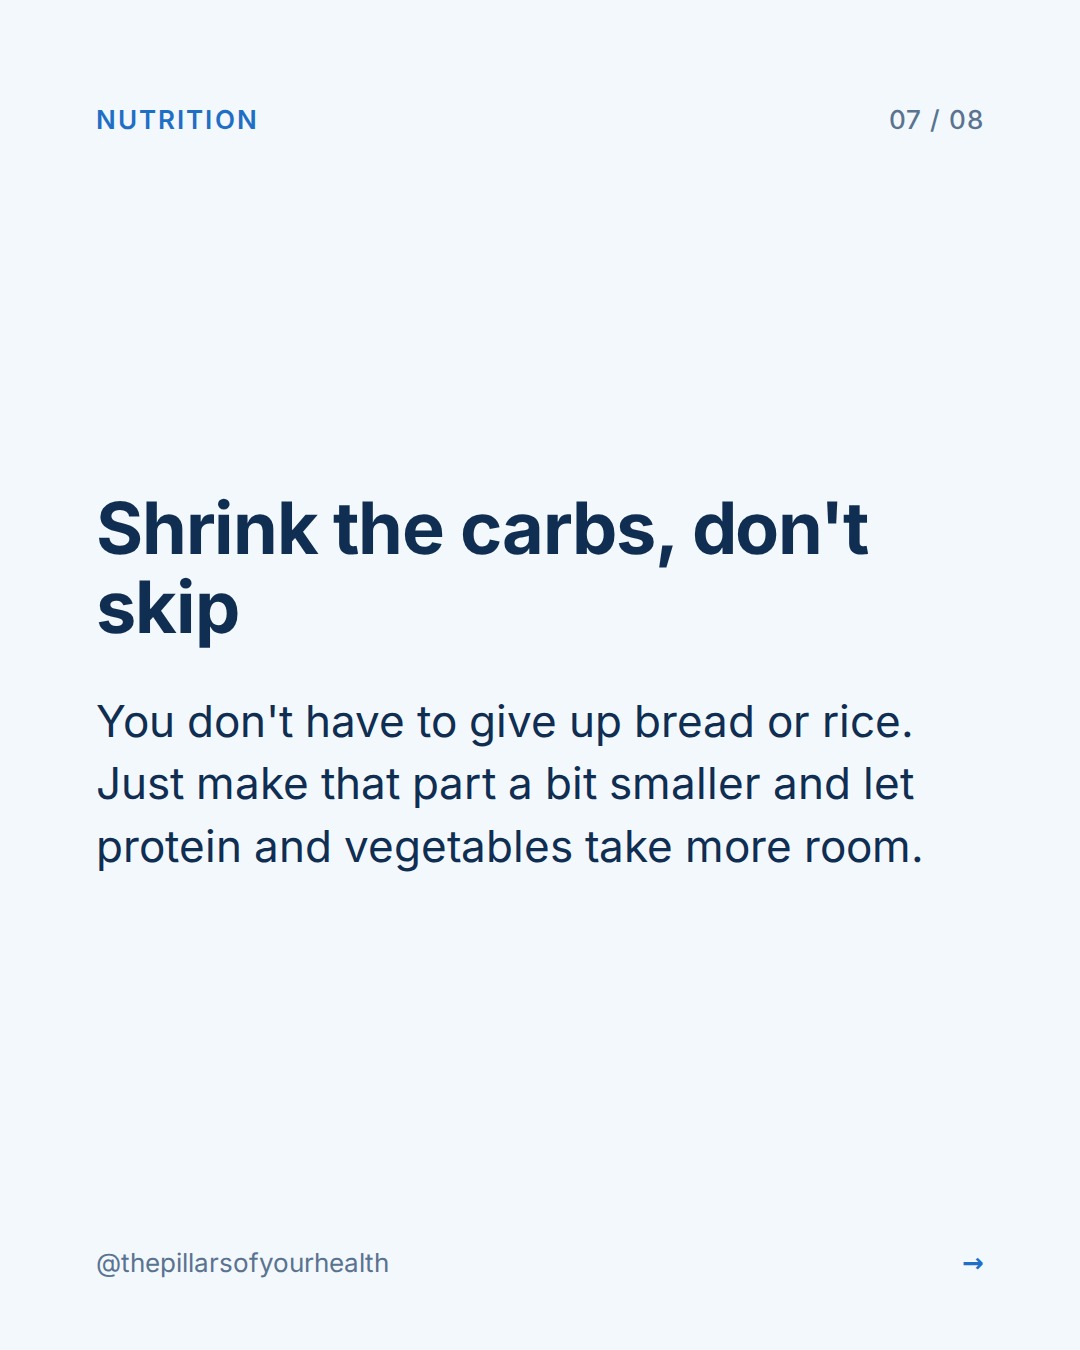 NUTRITION
07 / 08
Shrink the carbs, don't
skip
You don't have to give up bread or rice.
Just make that part a bit smaller and let
protein and vegetables take more room.
@thepillarsofyourhealth
→